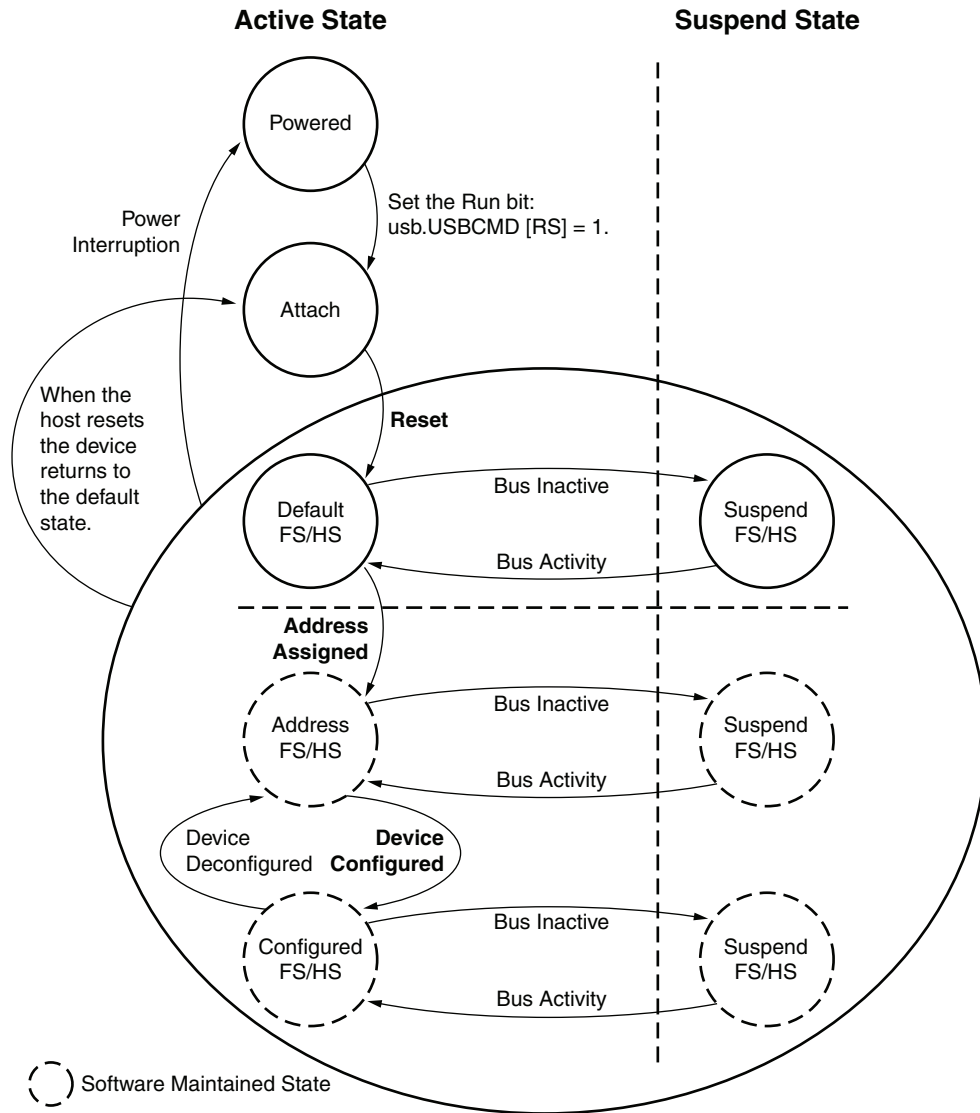 Active State
Suspend State
Powered
Set the Run bit:
usb.USBCMD [RS] = 1.
Power
Interruption
Attach
When the
host resets
the device
returns to
the default
state.
Reset
Default
FS/HS
Bus Inactive
Bus Activity
Suspend
FS/HS
Address
Assigned
Address
FS/HS
Bus Inactive
Bus Activity
Suspend
FS/HS
Device
Deconfigured
Device
Configured
Configured
FS/HS
Bus Inactive
Bus Activity
Suspend
FS/HS
Software Maintained State